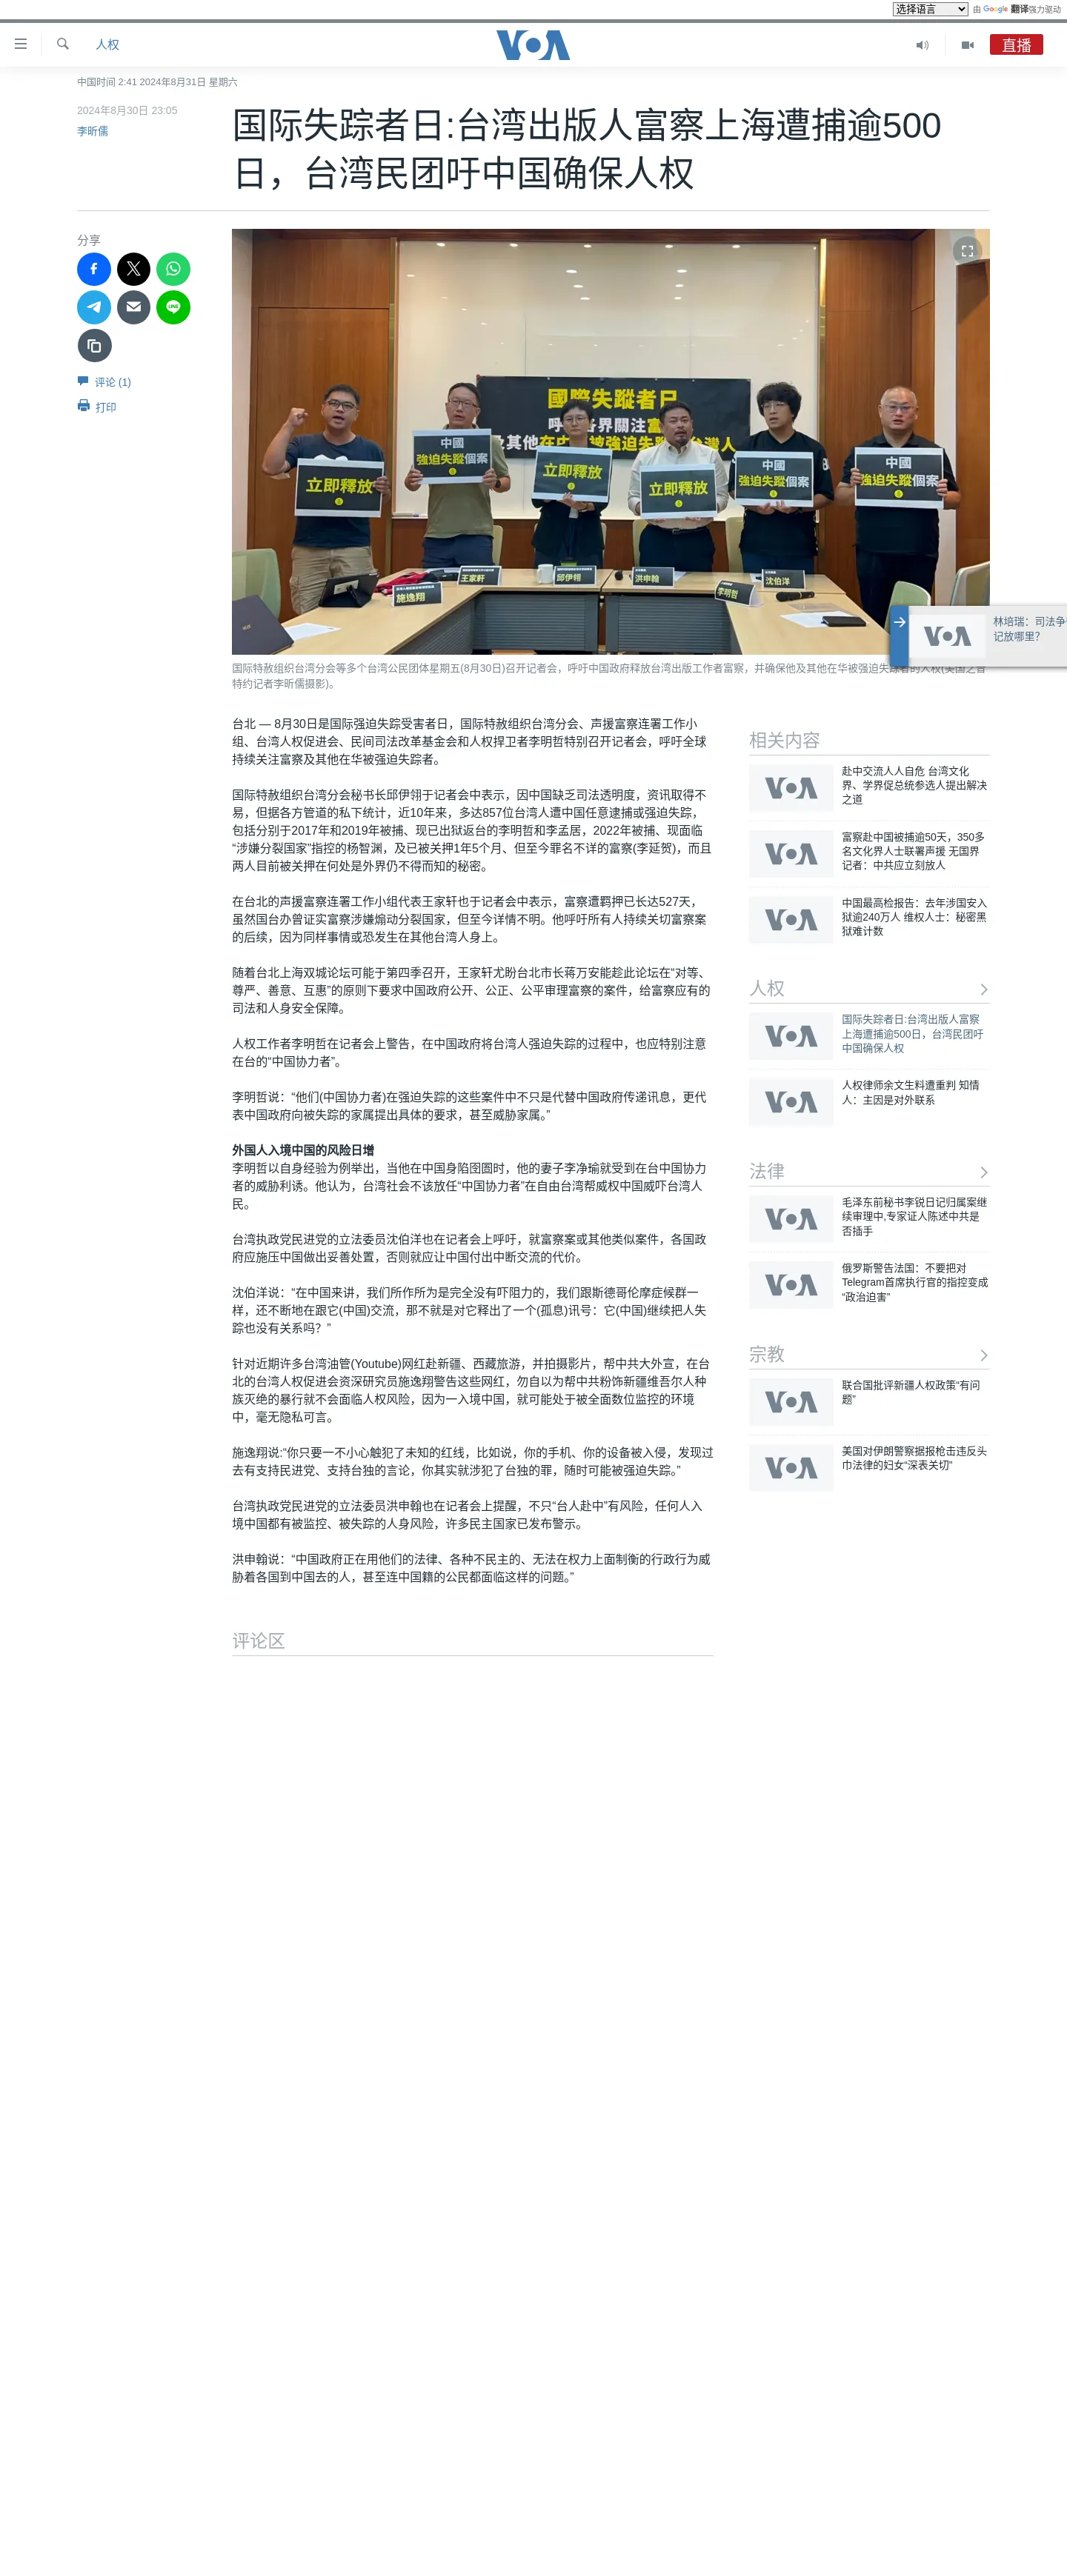 选择语言 由 Google 翻译强力驱动
人权
VOA
直播
中国时间 2:41 2024年8月31日 星期六
2024年8月30日 23:05
李昕儒
国际失踪者日:台湾出版人富察上海遭捕逾500
日，台湾民团吁中国确保人权
分享
评论 (1)
打印
國際失蹤者日
各界關注富
及其他在中
被強迫失
台灣人
立即釋放
中國
強迫失蹤個案
立即釋放
立即釋放
中國
強迫失蹤個案
中國
強迫失蹤個案
施逸翔
王家軒
邱伊翎
洪申翰
李明哲
沈伯洋
林培瑞：司法争
记放哪里?
国际特赦组织台湾分会等多个台湾公民团体星期五(8月30日)召开记者会，呼吁中国政府释放台湾出版工作者富察，并确保他及其他在华被强迫失踪者的人权(美国之音
特约记者李昕儒摄影)。
台北 — 8月30日是国际强迫失踪受害者日，国际特赦组织台湾分会、声援富察连署工作小
组、台湾人权促进会、民间司法改革基金会和人权捍卫者李明哲特别召开记者会，呼吁全球
持续关注富察及其他在华被强迫失踪者。
国际特赦组织台湾分会秘书长邱伊翎于记者会中表示，因中国缺乏司法透明度，资讯取得不
易，但据各方管道的私下统计，近10年来，多达857位台湾人遭中国任意逮捕或强迫失踪，
包括分别于2017年和2019年被捕、现已出狱返台的李明哲和李孟居，2022年被捕、现面临
“涉嫌分裂国家”指控的杨智渊，及已被关押1年5个月、但至今罪名不详的富察(李延贺)，而且
两人目前被关押在何处是外界仍不得而知的秘密。
在台北的声援富察连署工作小组代表王家轩也于记者会中表示，富察遭羁押已长达527天，
虽然国台办曾证实富察涉嫌煽动分裂国家，但至今详情不明。他呼吁所有人持续关切富察案
的后续，因为同样事情或恐发生在其他台湾人身上。
随着台北上海双城论坛可能于第四季召开，王家轩尤盼台北市长蒋万安能趁此论坛在“对等、
尊严、善意、互惠”的原则下要求中国政府公开、公正、公平审理富察的案件，给富察应有的
司法和人身安全保障。
人权工作者李明哲在记者会上警告，在中国政府将台湾人强迫失踪的过程中，也应特别注意
在台的“中国协力者”。
李明哲说：“他们(中国协力者)在强迫失踪的这些案件中不只是代替中国政府传递讯息，更代
表中国政府向被失踪的家属提出具体的要求，甚至威胁家属。”
外国人入境中国的风险日增
李明哲以自身经验为例举出，当他在中国身陷囹圄时，他的妻子李净瑜就受到在台中国协力
者的威胁利诱。他认为，台湾社会不该放任“中国协力者”在自由台湾帮威权中国威吓台湾人
民。
台湾执政党民进党的立法委员沈伯洋也在记者会上呼吁，就富察案或其他类似案件，各国政
府应施压中国做出妥善处置，否则就应让中国付出中断交流的代价。
沈伯洋说：“在中国来讲，我们所作所为是完全没有吓阻力的，我们跟斯德哥伦摩症候群一
样，还不断地在跟它(中国)交流，那不就是对它释出了一个(孤息)讯号：它(中国)继续把人失
踪也没有关系吗？”
针对近期许多台湾油管(Youtube)网红赴新疆、西藏旅游，并拍摄影片，帮中共大外宣，在台
北的台湾人权促进会资深研究员施逸翔警告这些网红，勿自以为帮中共粉饰新疆维吾尔人种
族灭绝的暴行就不会面临人权风险，因为一入境中国，就可能处于被全面数位监控的环境
中，毫无隐私可言。
施逸翔说:“你只要一不小心触犯了未知的红线，比如说，你的手机、你的设备被入侵，发现过
去有支持民进党、支持台独的言论，你其实就涉犯了台独的罪，随时可能被强迫失踪。”
台湾执政党民进党的立法委员洪申翰也在记者会上提醒，不只“台人赴中”有风险，任何人入
境中国都有被监控、被失踪的人身风险，许多民主国家已发布警示。
洪申翰说：“中国政府正在用他们的法律、各种不民主的、无法在权力上面制衡的行政行为威
胁着各国到中国去的人，甚至连中国籍的公民都面临这样的问题。”
评论区
相关内容
赴中交流人人自危 台湾文化
界、学界促总统参选人提出解决
之道
富察赴中国被捕逾50天，350多
名文化界人士联署声援 无国界
记者：中共应立刻放人
中国最高检报告：去年涉国安入
狱逾240万人 维权人士：秘密黑
狱难计数
人权
国际失踪者日:台湾出版人富察
上海遭捕逾500日，台湾民团吁
中国确保人权
人权律师余文生料遭重判 知情
人：主因是对外联系
法律
毛泽东前秘书李锐日记归属案继
续审理中,专家证人陈述中共是
否插手
俄罗斯警告法国：不要把对
Telegram首席执行官的指控变成
“政治迫害”
宗教
联合国批评新疆人权政策“有问
题”
美国对伊朗警察据报枪击违反头
巾法律的妇女“深表关切”